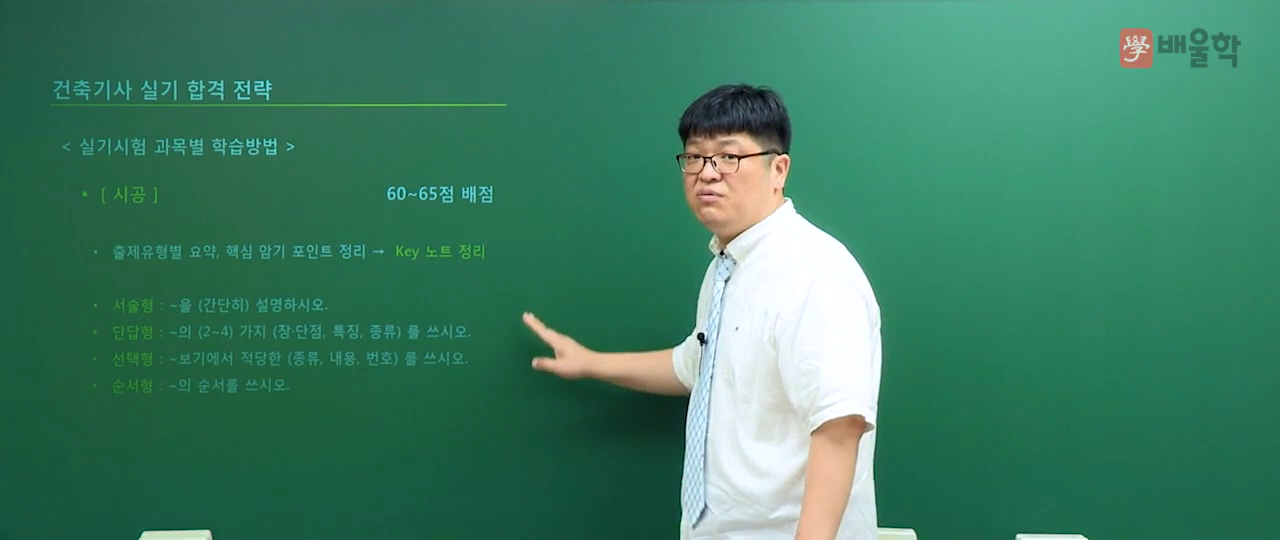 學배울학
건축기사 실기 합격 전략
< 실기시험 과목별 학습방법 >
▪ [ 시공 ] 60~65점 배점
• 출제유형별 요약, 핵심 암기 포인트 정리 → Key 노트 정리
• 서술형 : ~을 (간단히) 설명하시오.
• 단답형 : ~의 (2~4) 가지 (장·단점, 특징, 종류) 를 쓰시오.
• 선택형 : ~보기에서 적당한 (종류, 내용, 번호) 를 쓰시오.
• 순서형 : ~의 순서를 쓰시오.